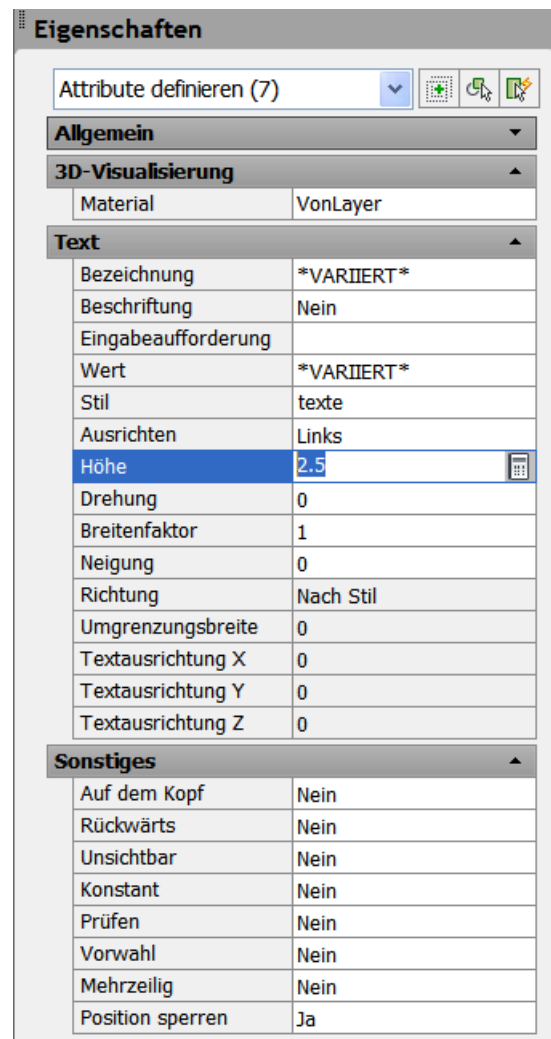 Eigenschaften
Attribute definieren (7)
Allgemein
3D-Visualisierung
Material VonLayer
Text
Bezeichnung *VARIIERT*
Beschriftung Nein
Eingabeaufforderung
Wert *VARIIERT*
Stil texte
Ausrichten Links
Höhe 2.5
Drehung 0
Breitenfaktor 1
Neigung 0
Richtung Nach Stil
Umgrenzungsbreite 0
Textausrichtung X 0
Textausrichtung Y 0
Textausrichtung Z 0
Sonstiges
Auf dem Kopf Nein
Rückwärts Nein
Unsichtbar Nein
Konstant Nein
Prüfen Nein
Vorwahl Nein
Mehrzeilig Nein
Position sperren Ja